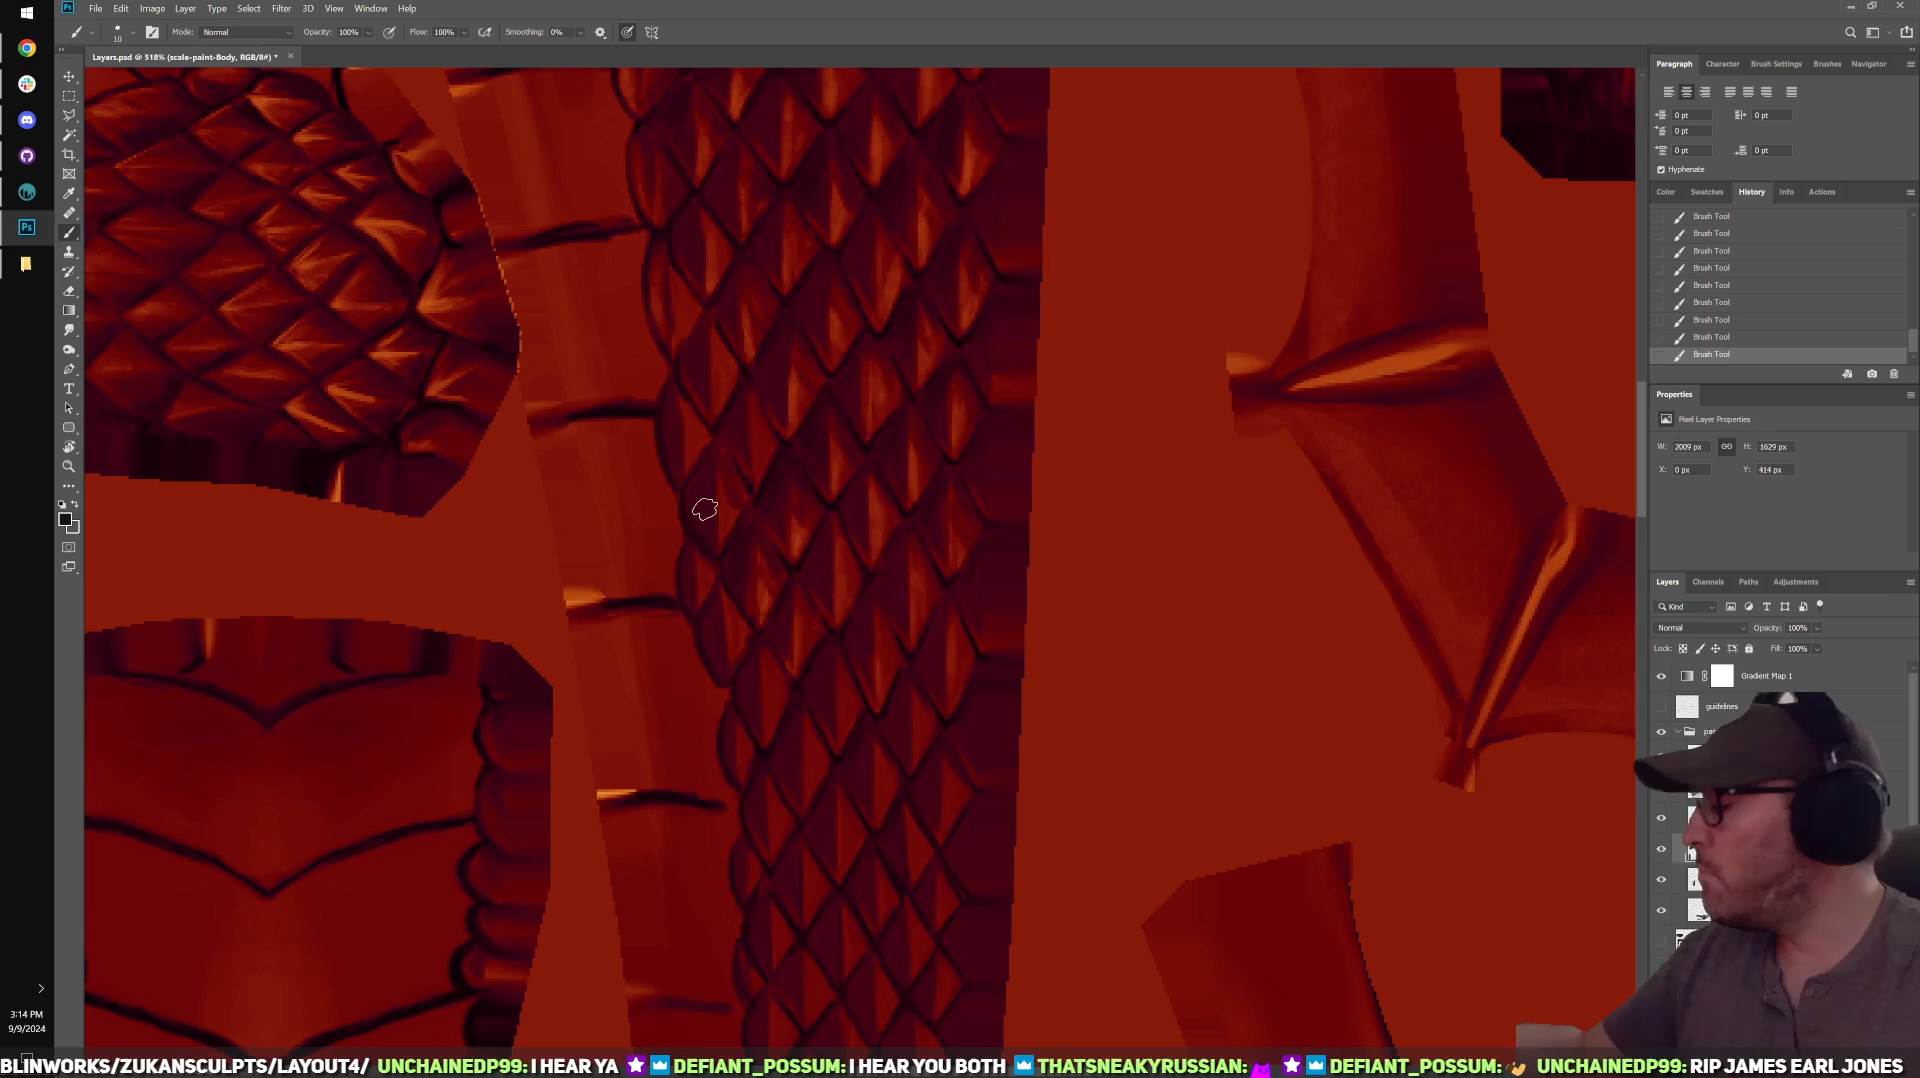 File Edit Image Layer Type Select Filter 3D View Window Help
10 Mode: Normal Opacity: 100% Flow: 100% Smoothing: 0%
Layers.psd @ 518% (scale-paint-Body, RGB/8#) *
Paragraph Character Brush Settings Brushes Navigator
0 pt 0 pt
0 pt
0 pt 0 pt
Hyphenate
Color Swatches History Info Actions
Brush Tool
Brush Tool
Brush Tool
Brush Tool
Brush Tool
Brush Tool
Brush Tool
Brush Tool
Brush Tool
Properties
Pixel Layer Properties
W: 2009 px H: 1629 px
X: 0 px Y: 414 px
Layers Channels Paths Adjustments
Kind
Normal Opacity: 100%
Lock: Fill: 100%
Gradient Map 1
guidelines
3:14 PM
9/9/2024
BLINWORKS/ZUKANSCULPTS/LAYOUT4/ UNCHAINEDP99: I HEAR YA DEFIANT_POSSUM: I HEAR YOU BOTH THATSNEAKYRUSSIAN: DEFIANT_POSSUM: UNCHAINEDP99: RIP JAMES EARL JONES